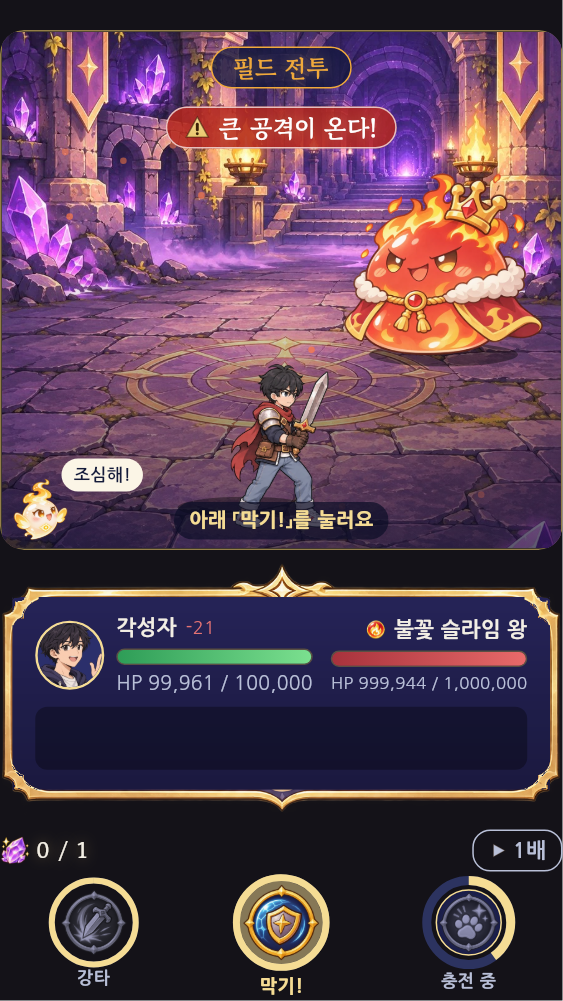 필드 전투
⚠ 큰 공격이 온다!
조심해!
아래 「막기!」를 눌러요
각성자 -21
HP 99,961 / 100,000
불꽃 슬라임 왕
HP 999,944 / 1,000,000
0 / 1
▶ 1배
강타
막기!
충전 중